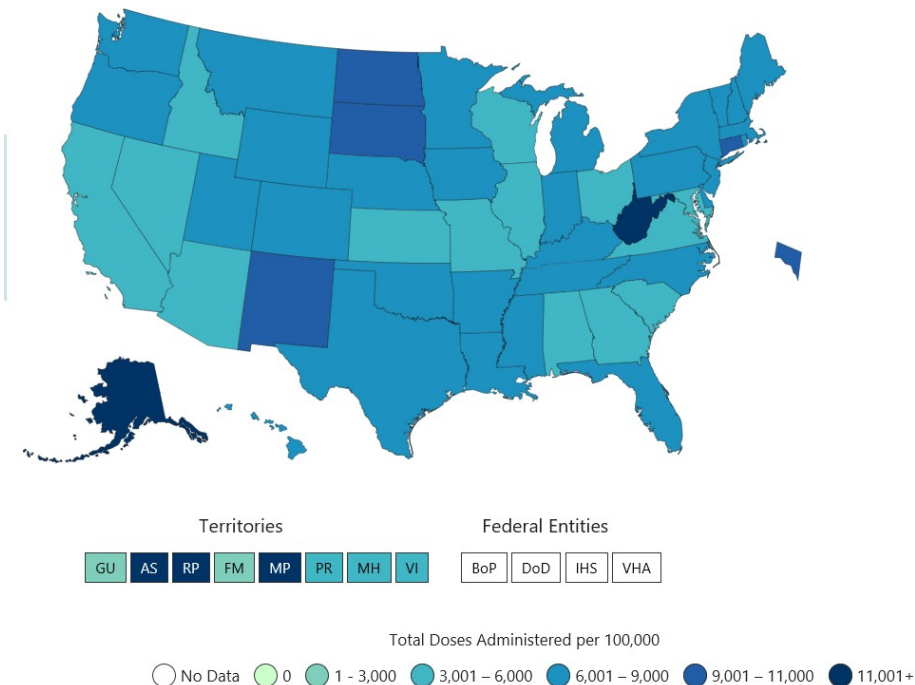 Territories Federal Entities
GU AS RP FM MP PR MH VI BoP DoD IHS VHA
Total Doses Administered per 100,000
No Data 0 1 - 3,000 3,001 – 6,000 6,001 – 9,000 9,001 – 11,000 11,001+